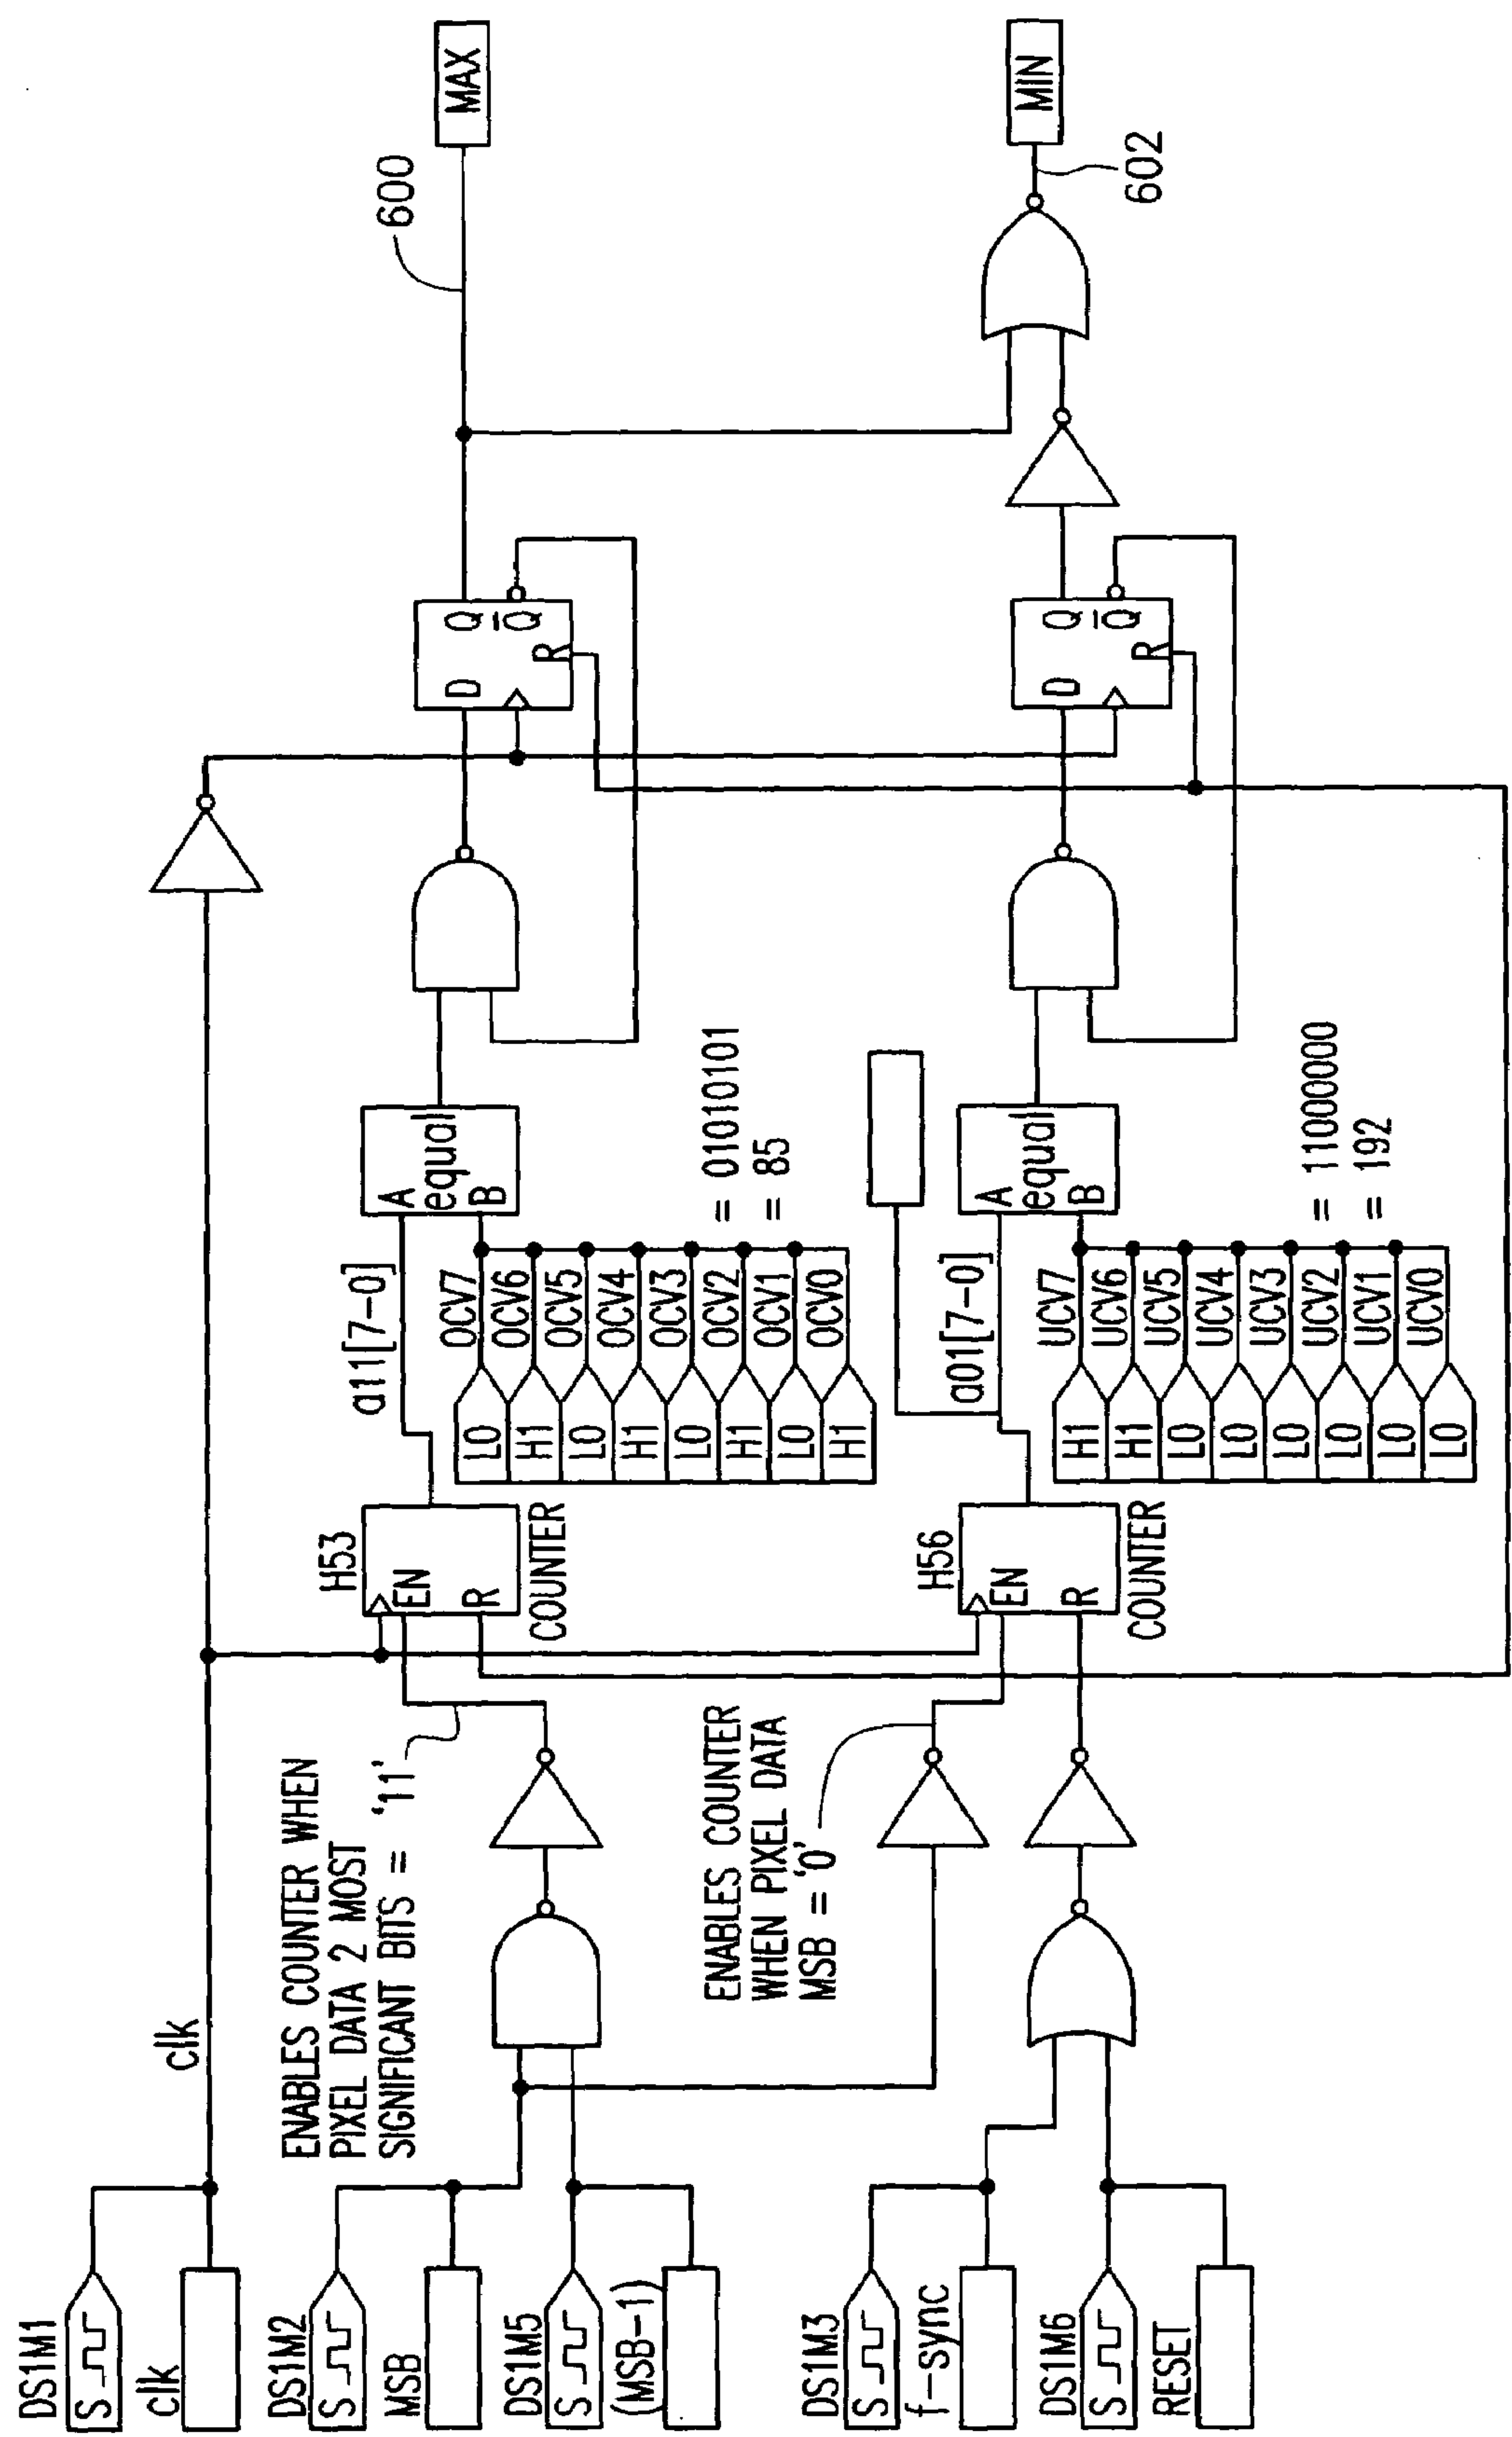 DS1M1
S
clk
clk
DS1M2
S
MSB
DS1M5
S
(MSB-1)
DS1M3
S
f-sync
DS1M6
S
RESET
ENABLES COUNTER WHEN
PIXEL DATA 2 MOST
SIGNIFICANT BITS = '11'
ENABLES COUNTER
WHEN PIXEL DATA
MSB = '0'
H53
EN
R
COUNTER
H56
EN
R
COUNTER
a11[7-0]
LO OCV7
H1 OCV6
LO OCV5
H1 OCV4
LO OCV3
H1 OCV2
LO OCV1
H1 OCV0
= 01010101
= 85
A
equal
B
a01[7-0]
H1 UCV7
H1 UCV6
LO UCV5
LO UCV4
LO UCV3
LO UCV2
LO UCV1
LO UCV0
= 11000000
= 192
A
equal
B
D Q
Q
R
D Q
Q
R
600
MAX
602
MIN